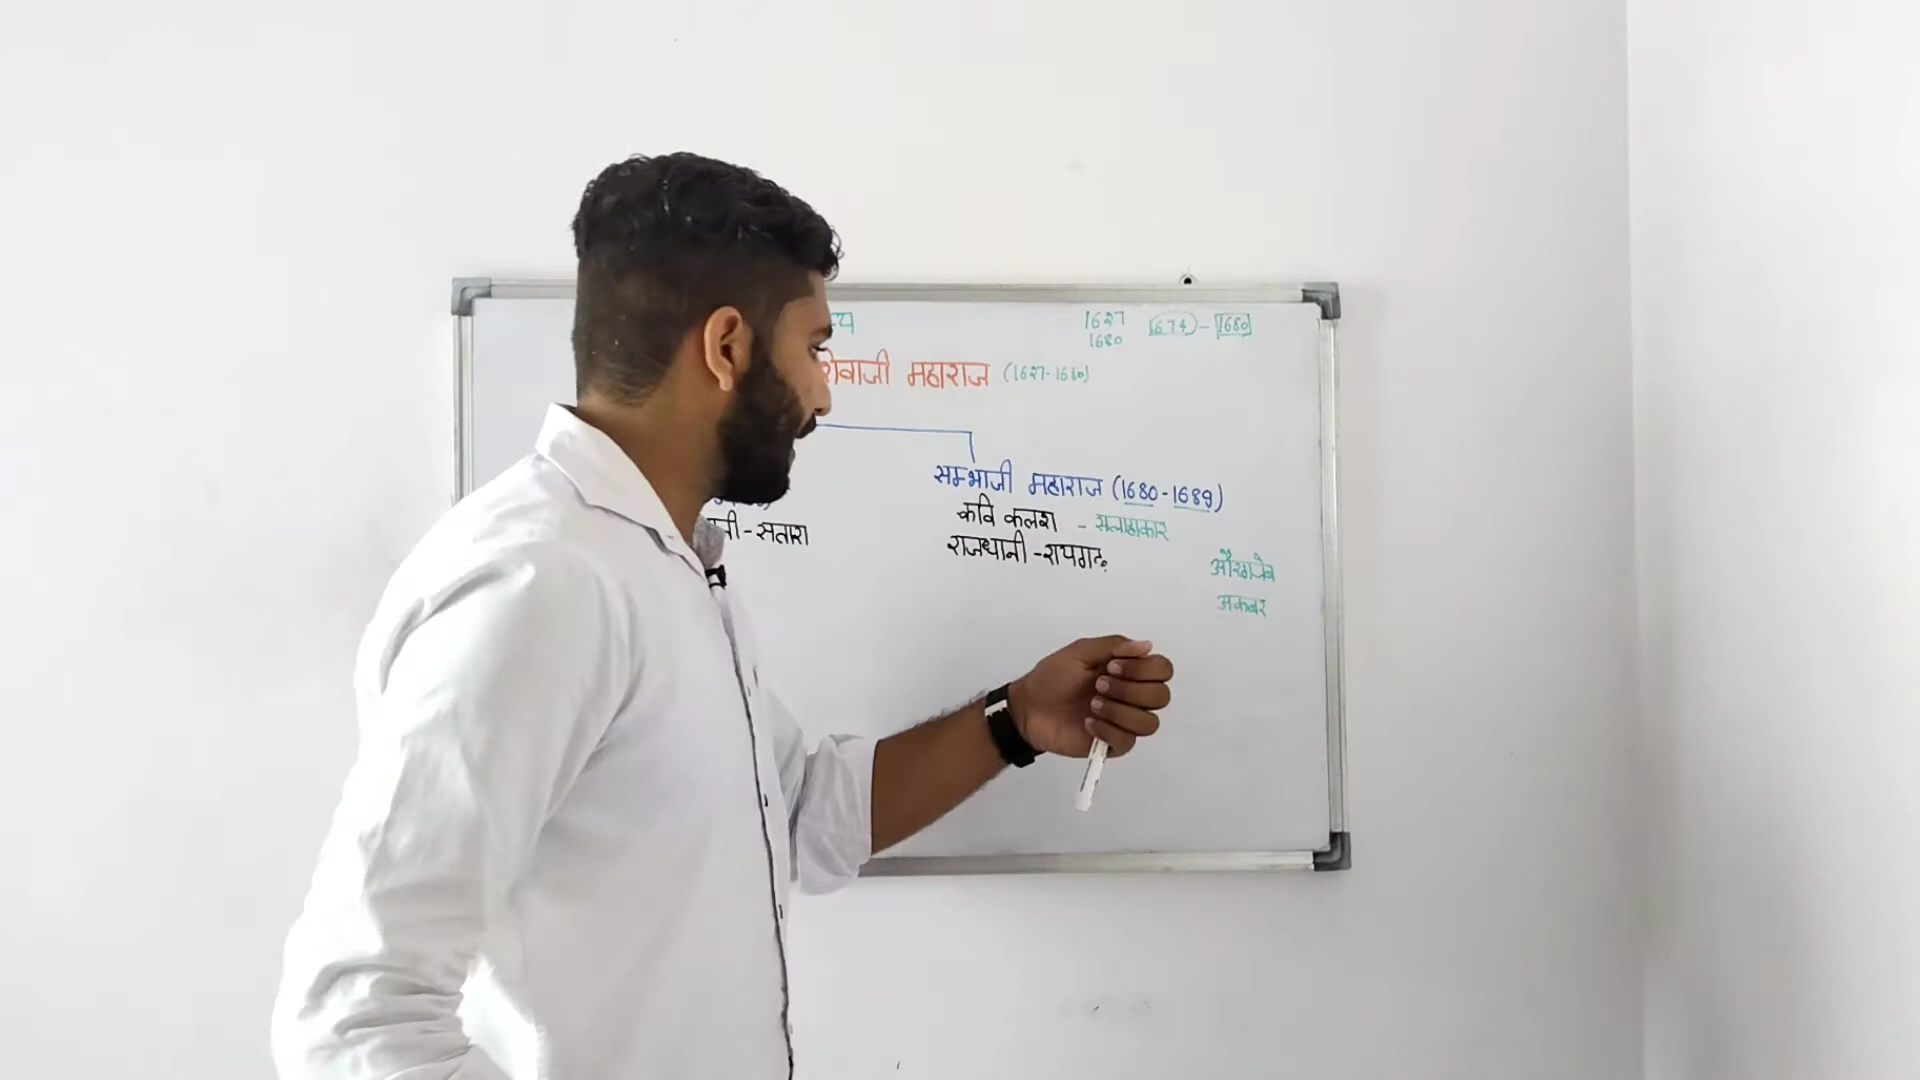 1627 1674 - 1680
1680
शिवाजी महाराज (1627-1680)
सम्भाजी महाराज (1680-1689)
कवि कलश - सलाहाकार
नी-सतारा राजधानी-रायगढ़
औरंगजेब
अकबर